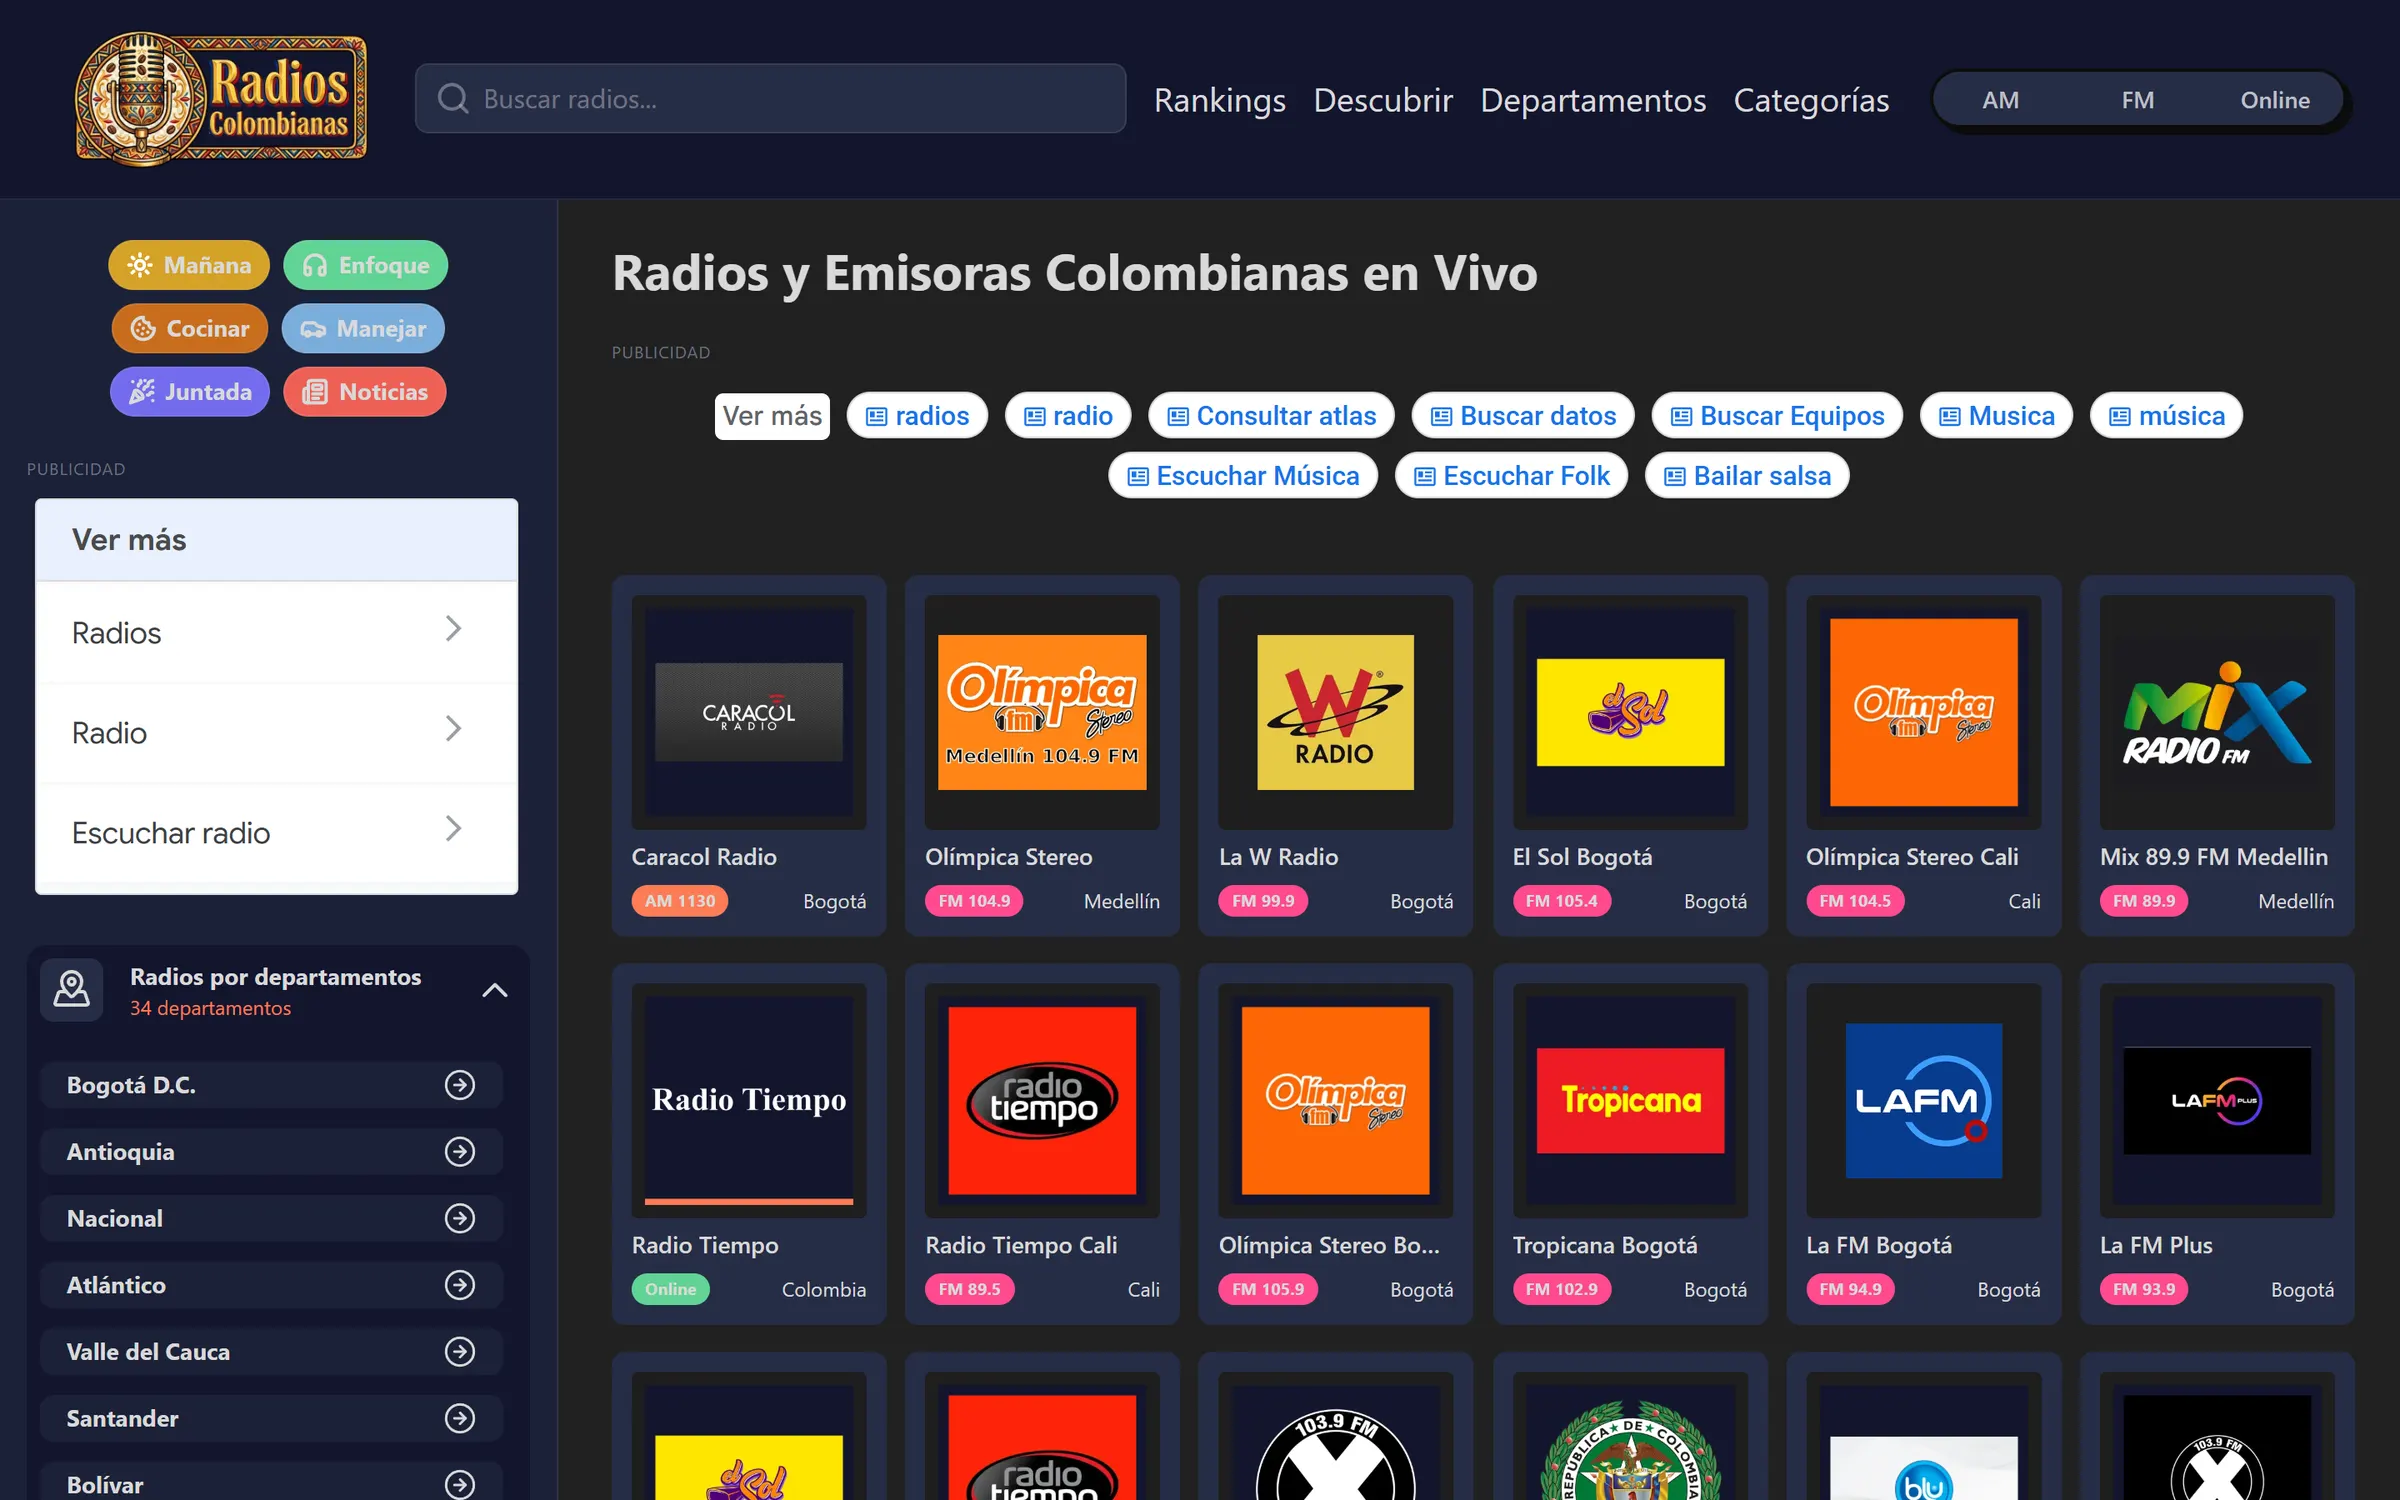 Radios
Colombianas
Buscar radios...
Rankings Descubrir Departamentos Categorías
AM FM Online
Mañana Enfoque
Cocinar Manejar
Juntada Noticias
PUBLICIDAD
Ver más
Radios
Radio
Escuchar radio
Radios por departamentos
34 departamentos
Bogotá D.C.
Antioquia
Nacional
Atlántico
Valle del Cauca
Santander
Bolívar
Radios y Emisoras Colombianas en Vivo
PUBLICIDAD
Ver más radios radio Consultar atlas Buscar datos Buscar Equipos Musica música
Escuchar Música Escuchar Folk Bailar salsa
CARACOL
RADIO
Caracol Radio
AM 1130 Bogotá
Olímpica
fm Stereo
Medellín 104.9 FM
Olímpica Stereo
FM 104.9 Medellín
W®
RADIO
La W Radio
FM 99.9 Bogotá
el Sol
El Sol Bogotá
FM 105.4 Bogotá
Olímpica
fm Stereo
Olímpica Stereo Cali
FM 104.5 Cali
MiX
RADIO FM
Mix 89.9 FM Medellin
FM 89.9 Medellín
Radio Tiempo
Radio Tiempo
Online Colombia
radio
tiempo
Radio Tiempo Cali
FM 89.5 Cali
Olímpica
fm Stereo
Olímpica Stereo Bo...
FM 105.9 Bogotá
Tropicana
Tropicana Bogotá
FM 102.9 Bogotá
LAFM
La FM Bogotá
FM 94.9 Bogotá
LAFM PLUS
La FM Plus
FM 93.9 Bogotá
el Sol
radio
tiempo
103.9 FM
X
REPÚBLICA ★ DE ★ COLOMBIA
blu
103.9 FM
X